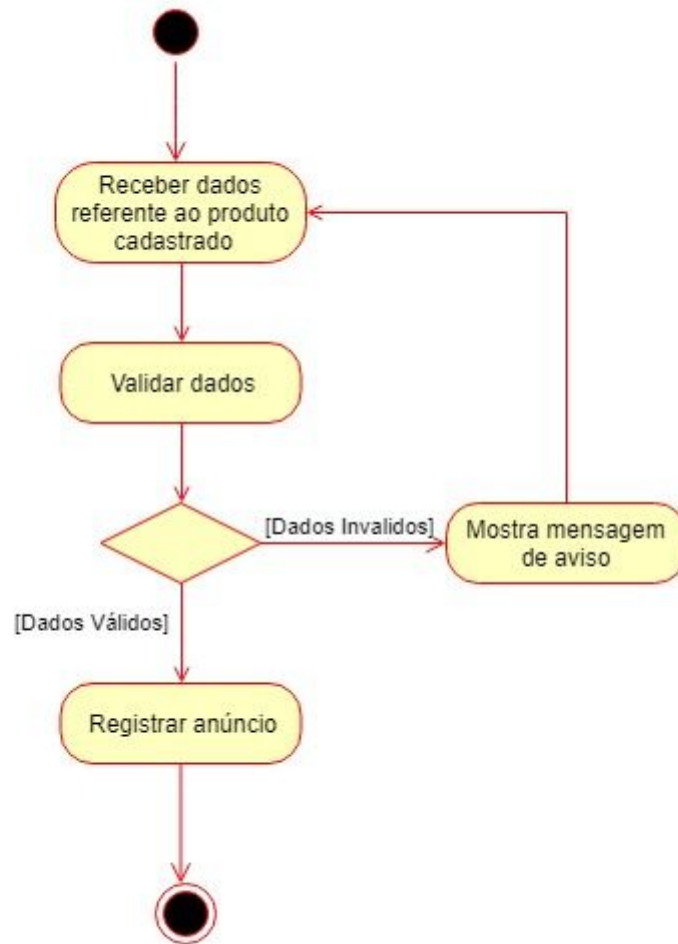 Receber dados
referente ao produto
cadastrado
Validar dados
[Dados Invalidos]
Mostra mensagem
de aviso
[Dados Válidos]
Registrar anúncio